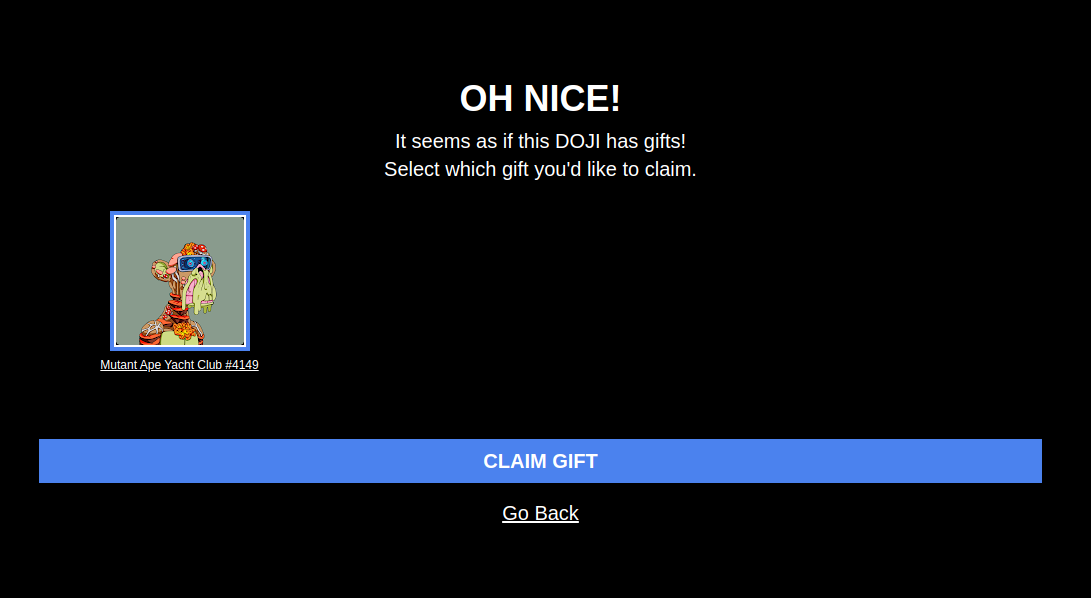 OH NICE!
It seems as if this DOJI has gifts!
Select which gift you'd like to claim.
Mutant Ape Yacht Club #4149
CLAIM GIFT
Go Back